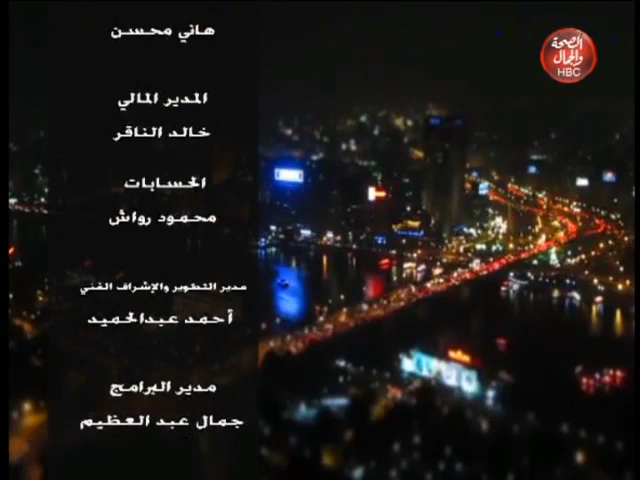 هاني محسن
الصحة
والجمال
HBC
المدير المالي
خالد الناقر
الحسابات
محمود رواش
مدير التطوير والإشراف الفني
أحمد عبدالحميد
مدير البرامج
جمال عبد العظيم